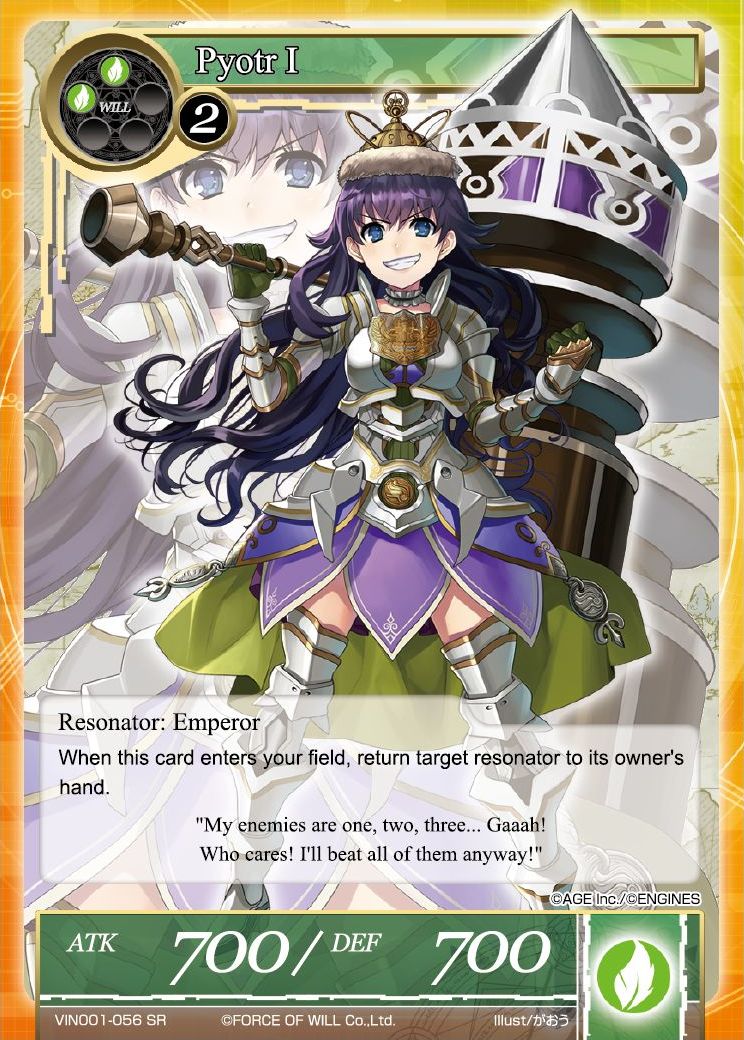 Pyotr I
WILL
2
Resonator: Emperor
When this card enters your field, return target resonator to its owner's
hand.
"My enemies are one, two, three... Gaaah!
Who cares! I'll beat all of them anyway!"
©AGE Inc./©ENGINES
ATK 700 / DEF 700
VIN001-056 SR ©FORCE OF WILL Co.,Ltd. Illust/がおう